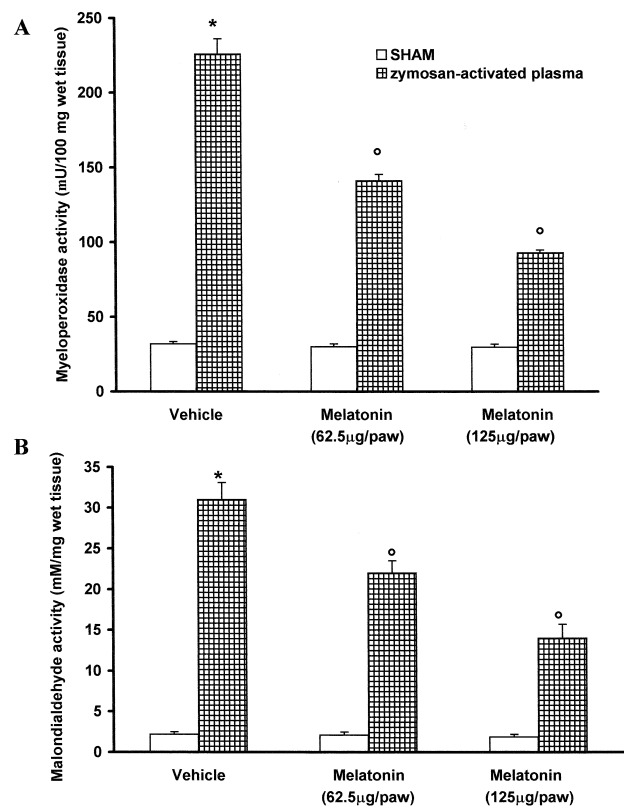 A
250
200
150
100
50
0
Myeloperoxidase activity (mU/100 mg wet tissue)
SHAM
zymosan-activated plasma
*
°
°
Vehicle
Melatonin
(62.5µg/paw)
Melatonin
(125µg/paw)
B
35
30
25
20
15
10
5
0
Malondialdehyde activity (mM/mg wet tissue)
*
°
°
Vehicle
Melatonin
(62.5µg/paw)
Melatonin
(125µg/paw)